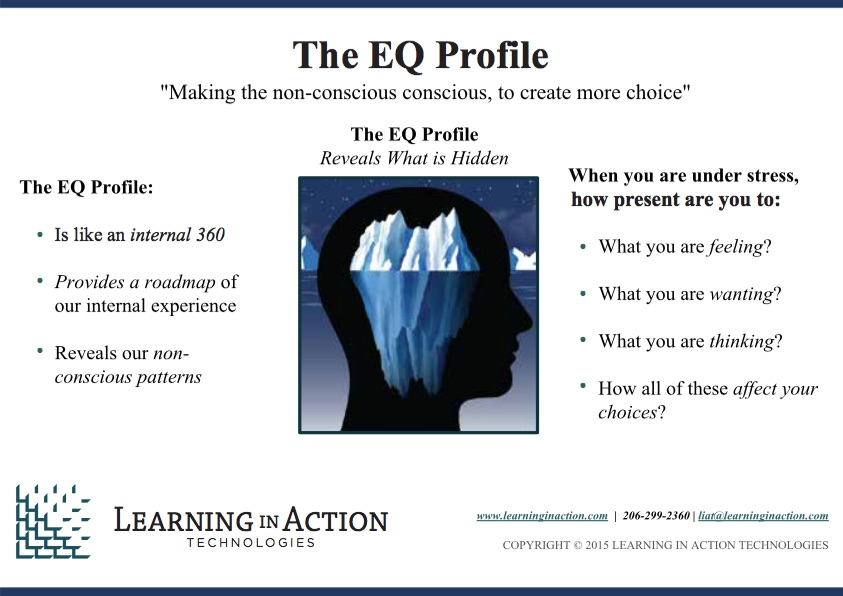 The EQ Profile
"Making the non-conscious conscious, to create more choice"
The EQ Profile
Reveals What is Hidden
The EQ Profile:
• Is like an internal 360
• Provides a roadmap of
our internal experience
• Reveals our non-
conscious patterns
When you are under stress,
how present are you to:
• What you are feeling?
• What you are wanting?
• What you are thinking?
• How all of these affect your
choices?
LEARNING IN ACTION
TECHNOLOGIES
www.learninginaction.com | 206-299-2360 | liat@learninginaction.com
COPYRIGHT © 2015 LEARNING IN ACTION TECHNOLOGIES